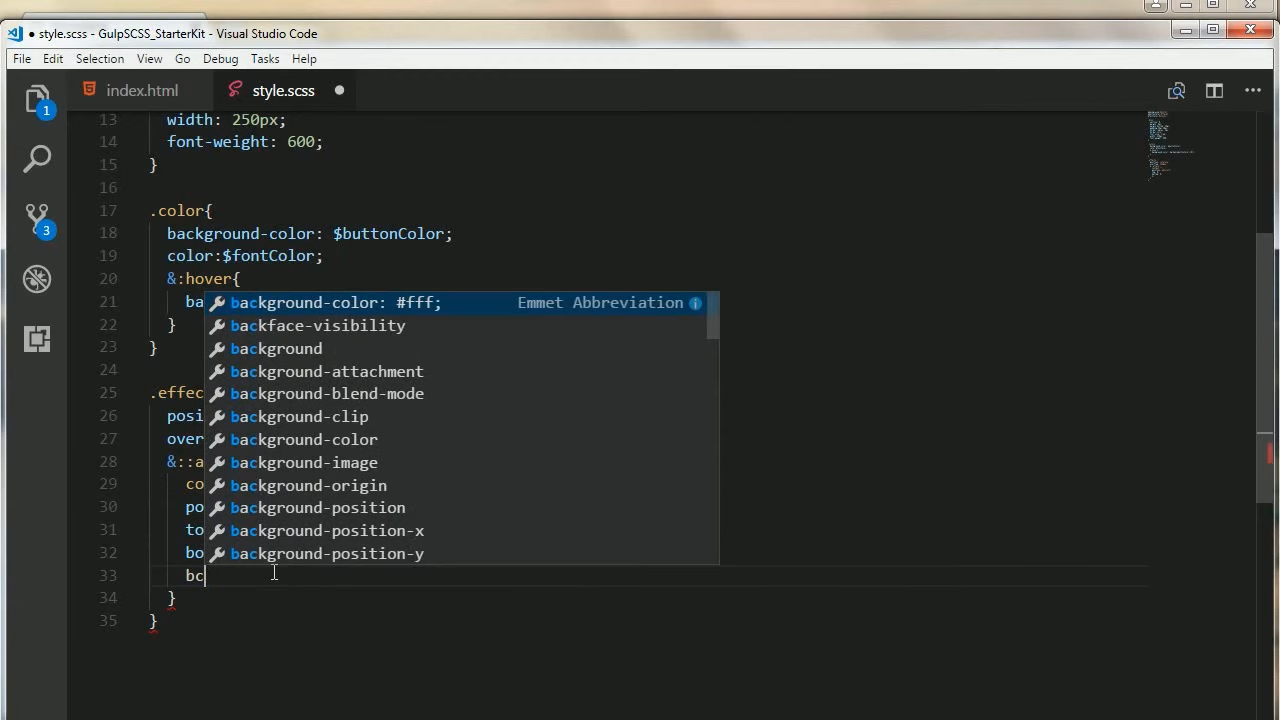 style.scss - GulpSCSS_StarterKit - Visual Studio Code
File Edit Selection View Go Debug Tasks Help
index.html style.scss
1
3
13 width: 250px;
14 font-weight: 600;
15 }
16
17 .color{
18 background-color: $buttonColor;
19 color:$fontColor;
20 &:hover{
21 ba
22 }
23 }
24
25 .effec
26 posi
27 over
28 &::a
29 co
30 po
31 to
32 bo
33 bc
34 }
35 }
background-color: #fff; Emmet Abbreviation
backface-visibility
background
background-attachment
background-blend-mode
background-clip
background-color
background-image
background-origin
background-position
background-position-x
background-position-y